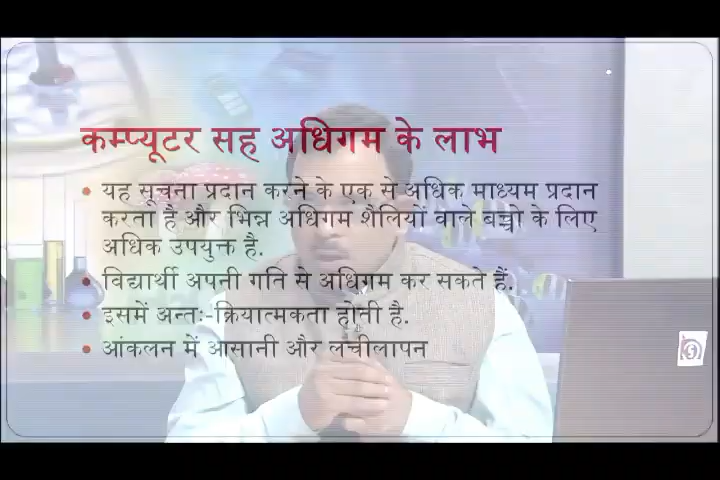 कम्प्यूटर सह अधिगम के लाभ
यह सूचना प्रदान करने के एक से अधिक माध्यम प्रदान
करता है और भिन्न अधिगम शैलियों वाले बच्चो के लिए
अधिक उपयुक्त है.
विद्यार्थी अपनी गति से अधिगम कर सकते हैं.
इसमें अन्तः-क्रियात्मकता होती है.
आंकलन में आसानी और लचीलापन